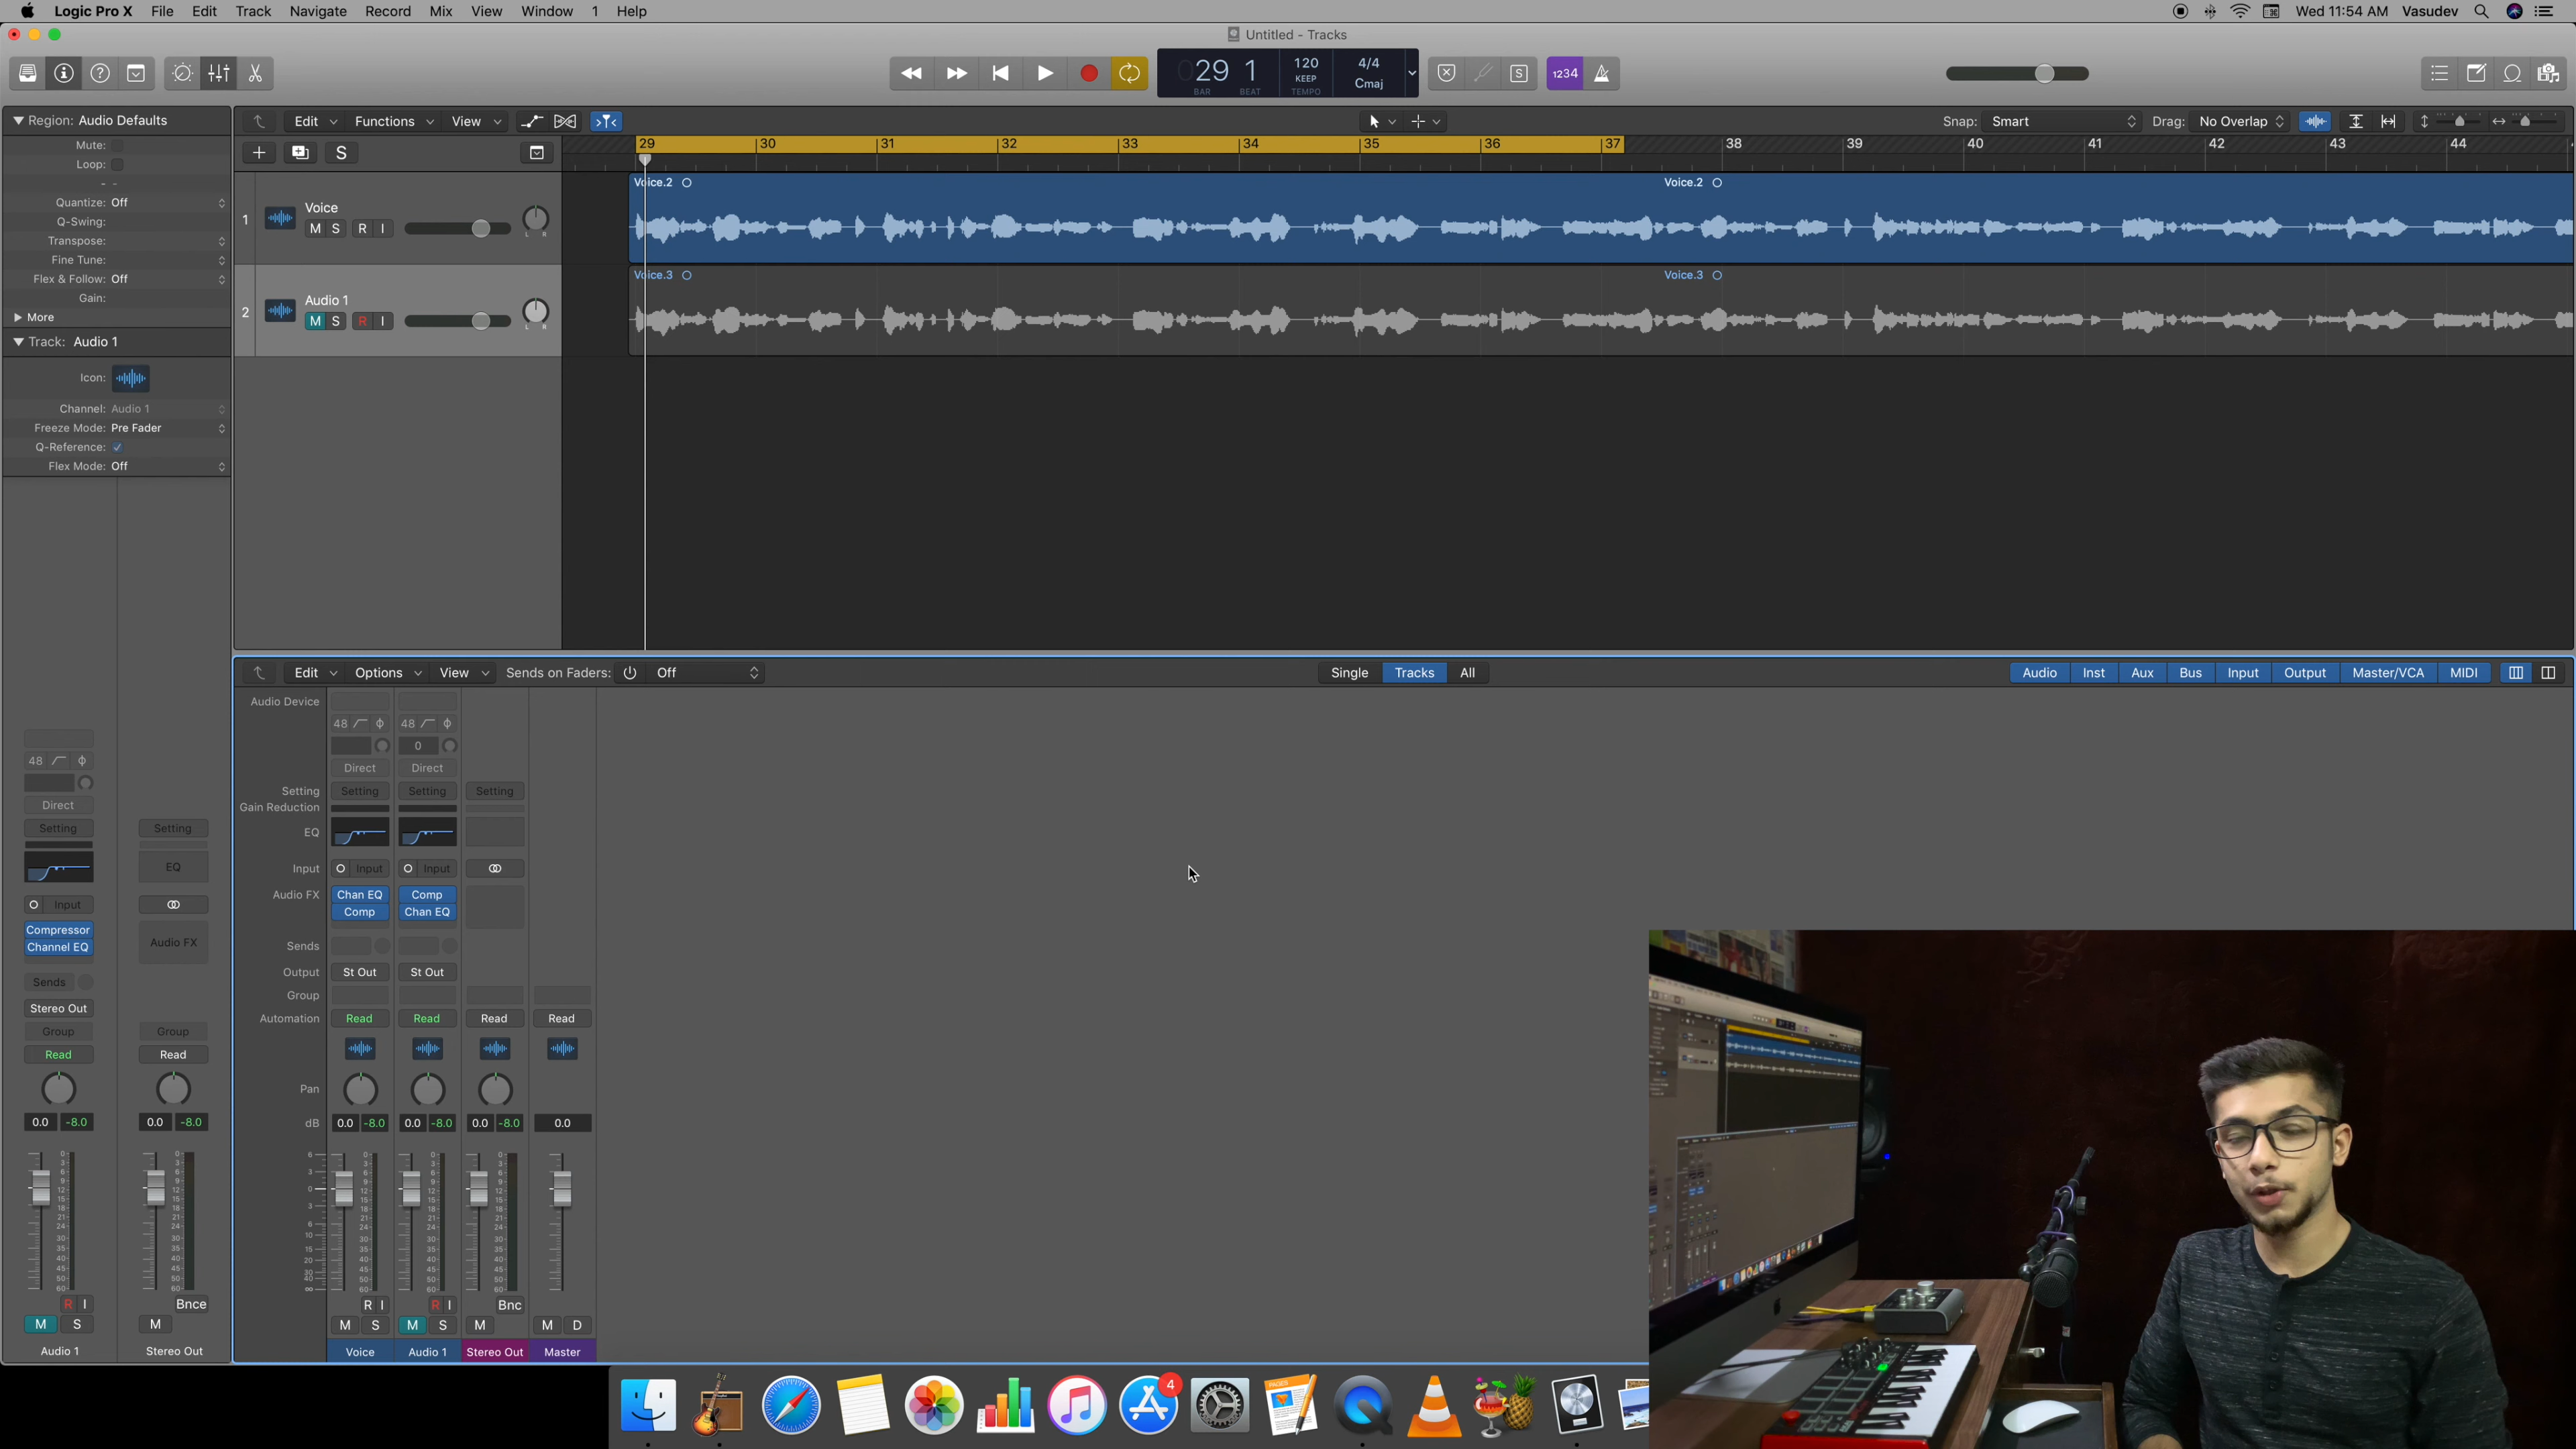 Logic Pro X File Edit Track Navigate Record Mix View Window 1 Help
Wed 11:54 AM Vasudev
Untitled - Tracks
029 1
BAR BEAT
120
KEEP
TEMPO
4/4
Cmaj
S
1234
Region: Audio Defaults
Mute:
Loop:
- -
Quantize: Off
Q-Swing:
Transpose:
Fine Tune:
Flex & Follow: Off
Gain:
More
Track: Audio 1
Icon:
Channel: Audio 1
Freeze Mode: Pre Fader
Q-Reference:
Flex Mode: Off
Edit Functions View
Snap: Smart Drag: No Overlap
S
29 30 31 32 33 34 35 36 37 38 39 40 41 42 43 44
1 Voice
M S R I
L R
Voice.2 Voice.2
2 Audio 1
M S R I
L R
Voice.3 Voice.3
Edit Options View Sends on Faders: Off
Single Tracks All
Audio Inst Aux Bus Input Output Master/VCA MIDI
48
Direct
Setting Setting
EQ
Input
Compressor
Channel EQ
Audio FX
Sends
Stereo Out
Group Group
Read Read
0.0 -8.0 0.0 -8.0
R I Bnce
M S M
Audio 1 Stereo Out
Audio Device
48 48
0
Direct Direct
Setting Setting Setting Setting
Gain Reduction
EQ
Input Input Input
Audio FX Chan EQ Comp
Comp Chan EQ
Sends
Output St Out St Out
Group
Automation Read Read Read Read
Pan
dB 0.0 -8.0 0.0 -8.0 0.0 -8.0 0.0
R I R I Bnc
M S M S M M D
Voice Audio 1 Stereo Out Master
4
PAGES